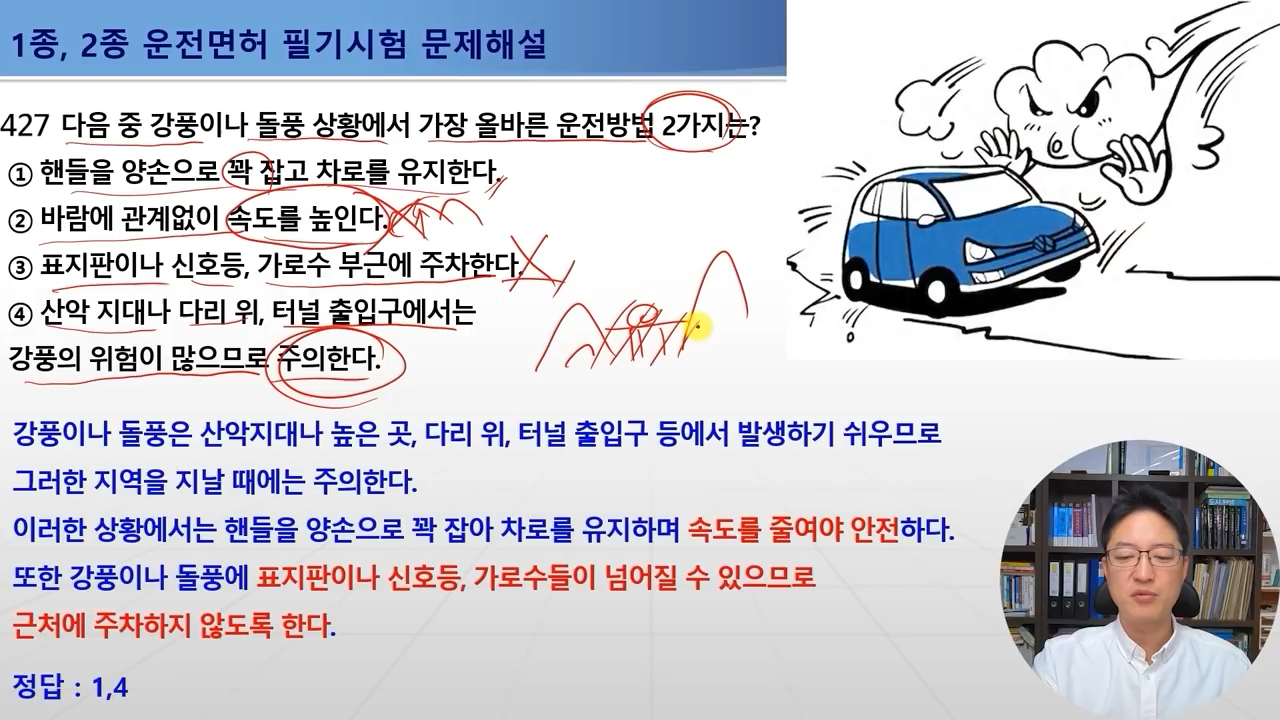 1종, 2종 운전면허 필기시험 문제해설
427 다음 중 강풍이나 돌풍 상황에서 가장 올바른 운전방법 2가지는?
① 핸들을 양손으로 꽉 잡고 차로를 유지한다.
② 바람에 관계없이 속도를 높인다.
③ 표지판이나 신호등, 가로수 부근에 주차한다.
④ 산악 지대나 다리 위, 터널 출입구에서는
강풍의 위험이 많으므로 주의한다.
강풍이나 돌풍은 산악지대나 높은 곳, 다리 위, 터널 출입구 등에서 발생하기 쉬우므로
그러한 지역을 지날 때에는 주의한다.
이러한 상황에서는 핸들을 양손으로 꽉 잡아 차로를 유지하며 속도를 줄여야 안전하다.
또한 강풍이나 돌풍에 표지판이나 신호등, 가로수들이 넘어질 수 있으므로
근처에 주차하지 않도록 한다.
정답 : 1,4